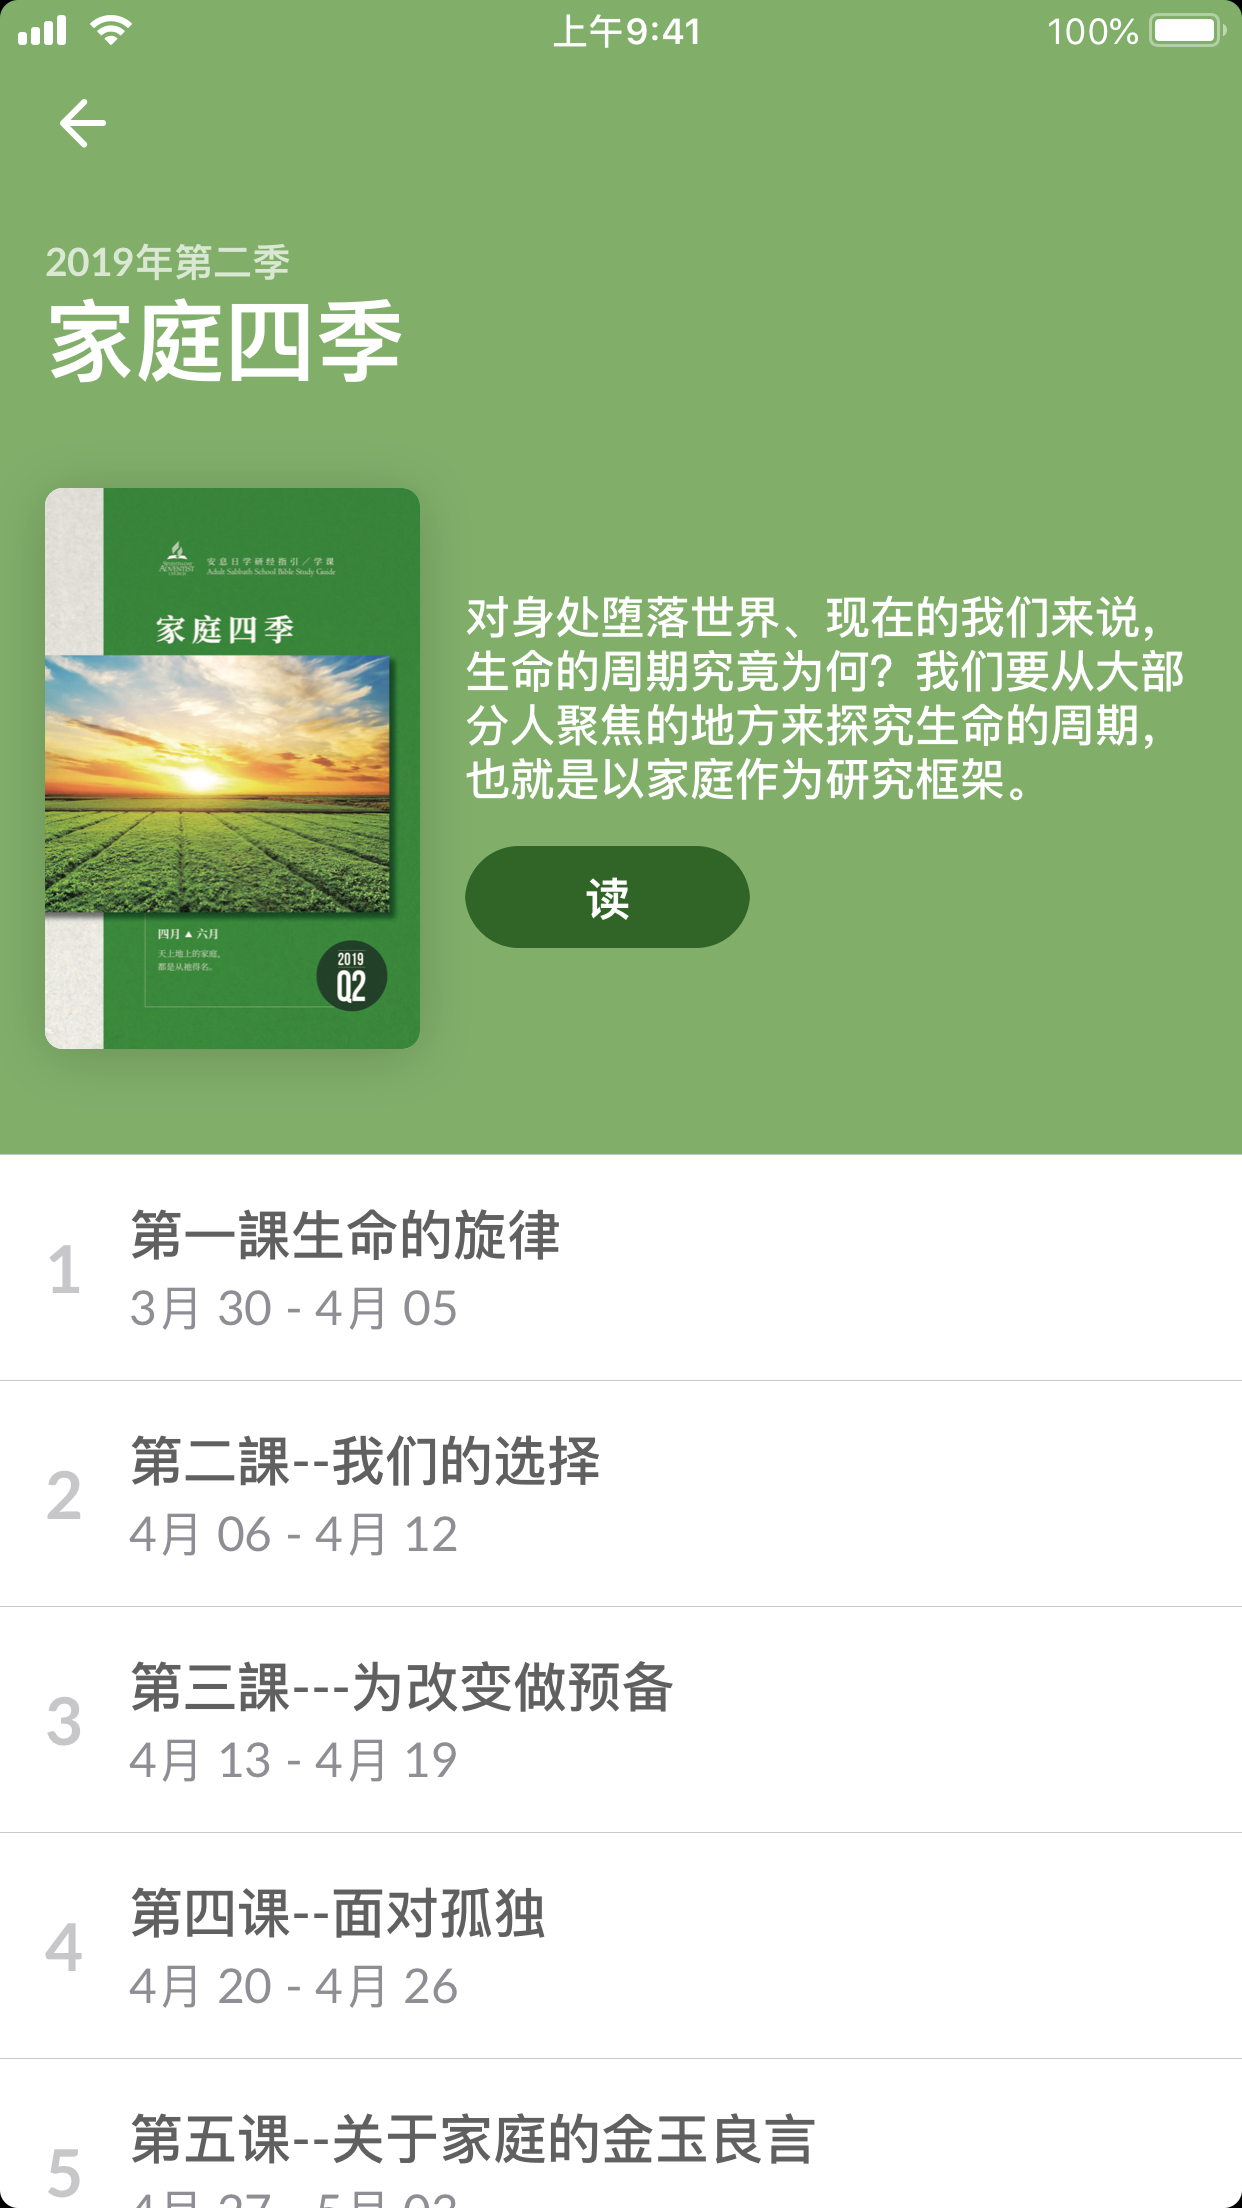 上午9:41
100%
2019年第二季
家庭四季
安息日学研经指引／学课
ADVENTIST
Adult Sabbath School Bible Study Guide
家庭四季
四月▲六月
天上地上的家庭，
都是从祂得名。
2019
Q2
对身处堕落世界、现在的我们来说，
生命的周期究竟为何？我们要从大部
分人聚焦的地方来探究生命的周期，
也就是以家庭作为研究框架。
读
1
第一課生命的旋律
3月 30 - 4月 05
2
第二課--我们的选择
4月 06 - 4月 12
3
第三課---为改变做预备
4月 13 - 4月 19
4
第四课--面对孤独
4月 20 - 4月 26
5
第五课--关于家庭的金玉良言
4月 27 - 5月 03